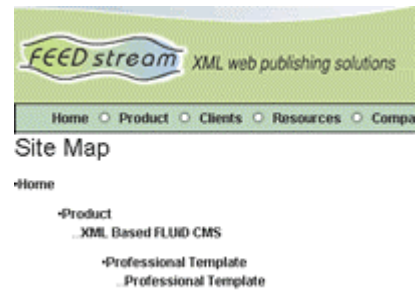 FEED stream XML web publishing solutions
Home Product Clients Resources Compa
Site Map
•Home
•Product
...XML Based FLUiD CMS
•Professional Template
...Professional Template